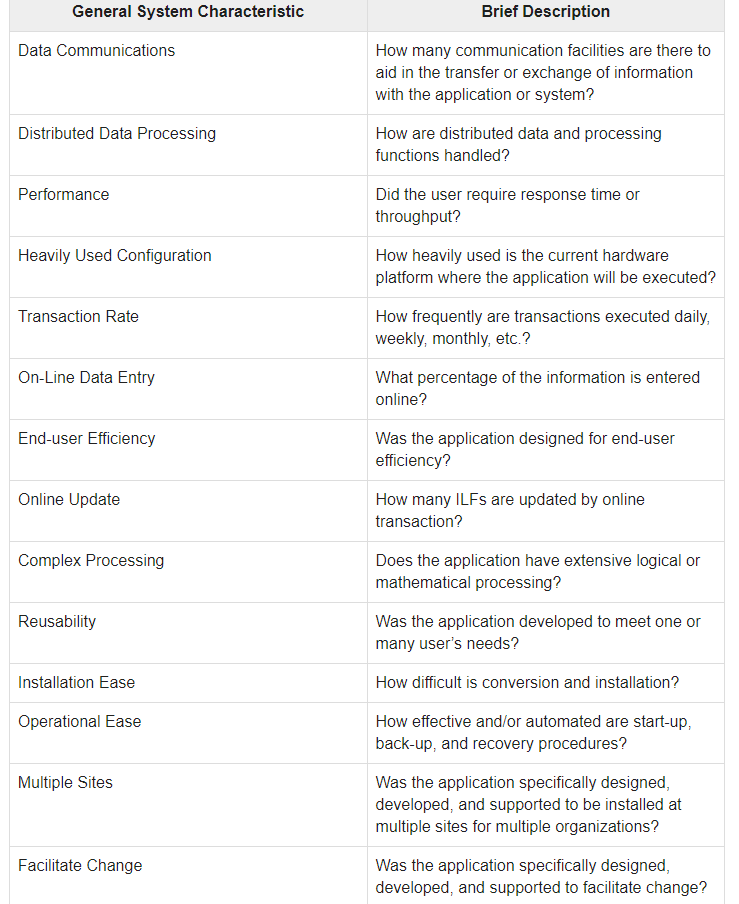 General System Characteristic
Brief Description
Data Communications
How many communication facilities are there to
aid in the transfer or exchange of information
with the application or system?
Distributed Data Processing
How are distributed data and processing
functions handled?
Performance
Did the user require response time or
throughput?
Heavily Used Configuration
How heavily used is the current hardware
platform where the application will be executed?
Transaction Rate
How frequently are transactions executed daily,
weekly, monthly, etc.?
On-Line Data Entry
What percentage of the information is entered
online?
End-user Efficiency
Was the application designed for end-user
efficiency?
Online Update
How many ILFs are updated by online
transaction?
Complex Processing
Does the application have extensive logical or
mathematical processing?
Reusability
Was the application developed to meet one or
many user’s needs?
Installation Ease
How difficult is conversion and installation?
Operational Ease
How effective and/or automated are start-up,
back-up, and recovery procedures?
Multiple Sites
Was the application specifically designed,
developed, and supported to be installed at
multiple sites for multiple organizations?
Facilitate Change
Was the application specifically designed,
developed, and supported to facilitate change?